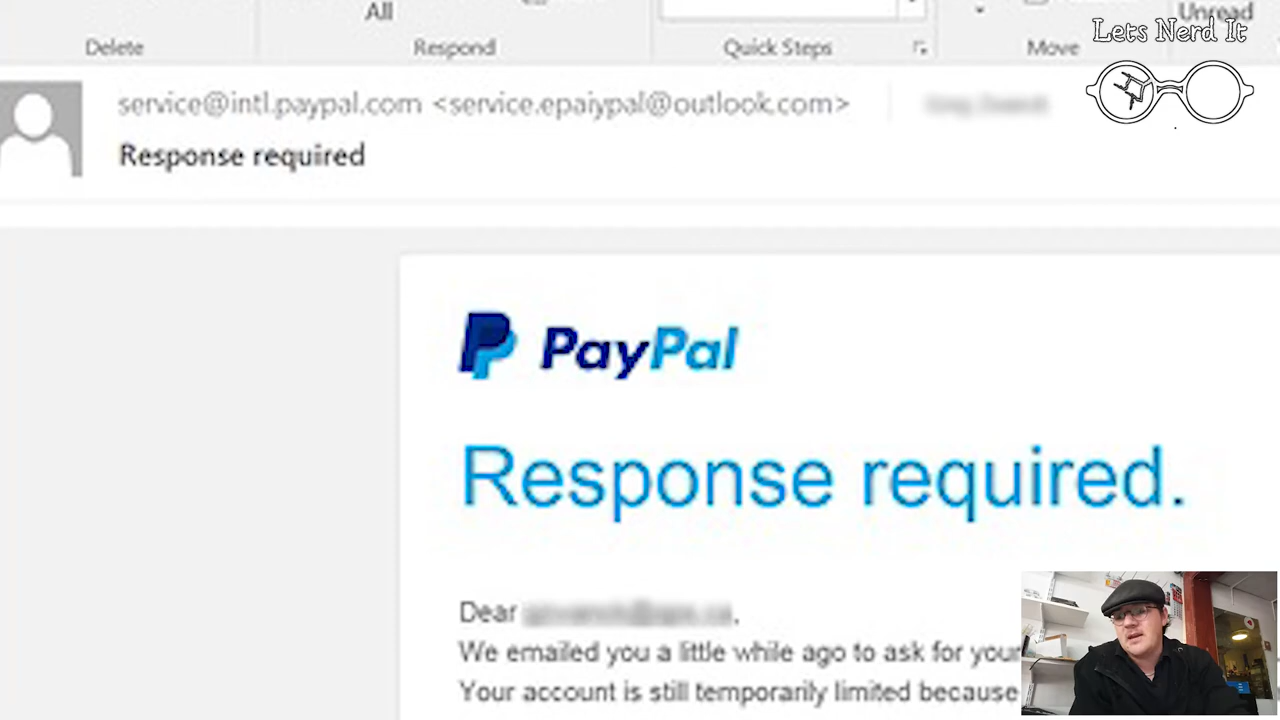 All
Unread
Delete
Respond
Quick Steps
Move
Lets Nerd It
service@intl.paypal.com <service.epaiypal@outlook.com>
Response required
PayPal
Response required.
Dear
We emailed you a little while ago to ask for your
Your account is still temporarily limited because